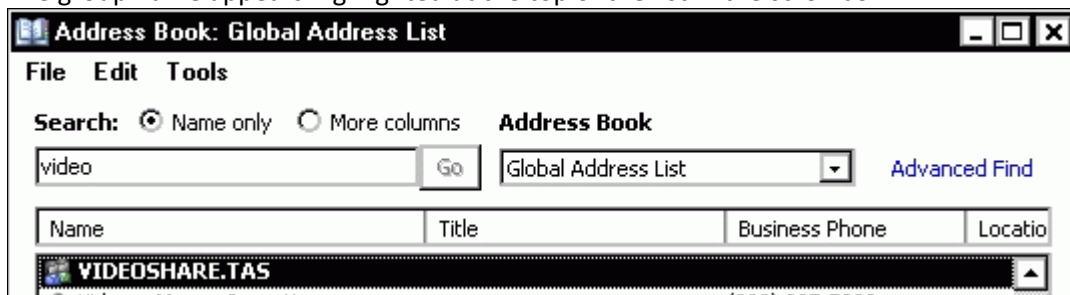 Address Book: Global Address List
File Edit Tools
Search: Name only More columns Address Book
video Go Global Address List Advanced Find
Name Title Business Phone Locatio
VIDEOSHARE.TAS